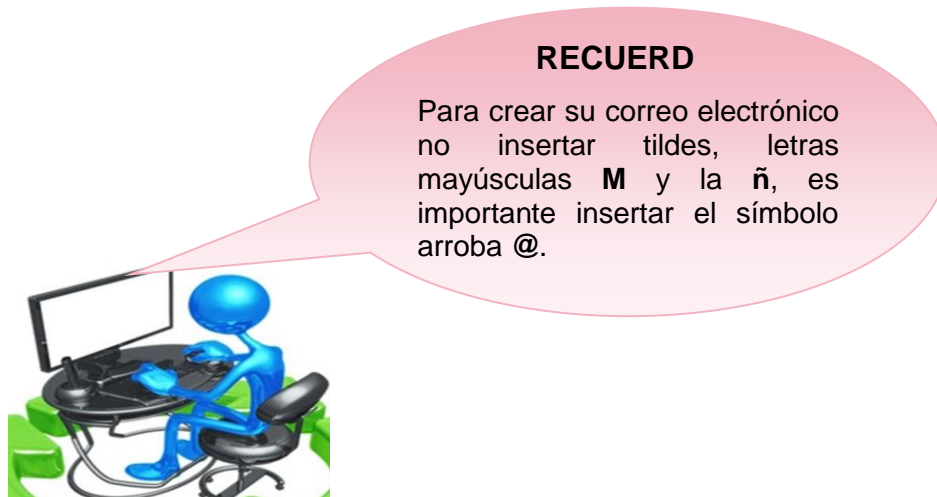 RECUERD
Para crear su correo electrónico
no insertar tildes, letras
mayúsculas M y la ñ, es
importante insertar el símbolo
arroba @.